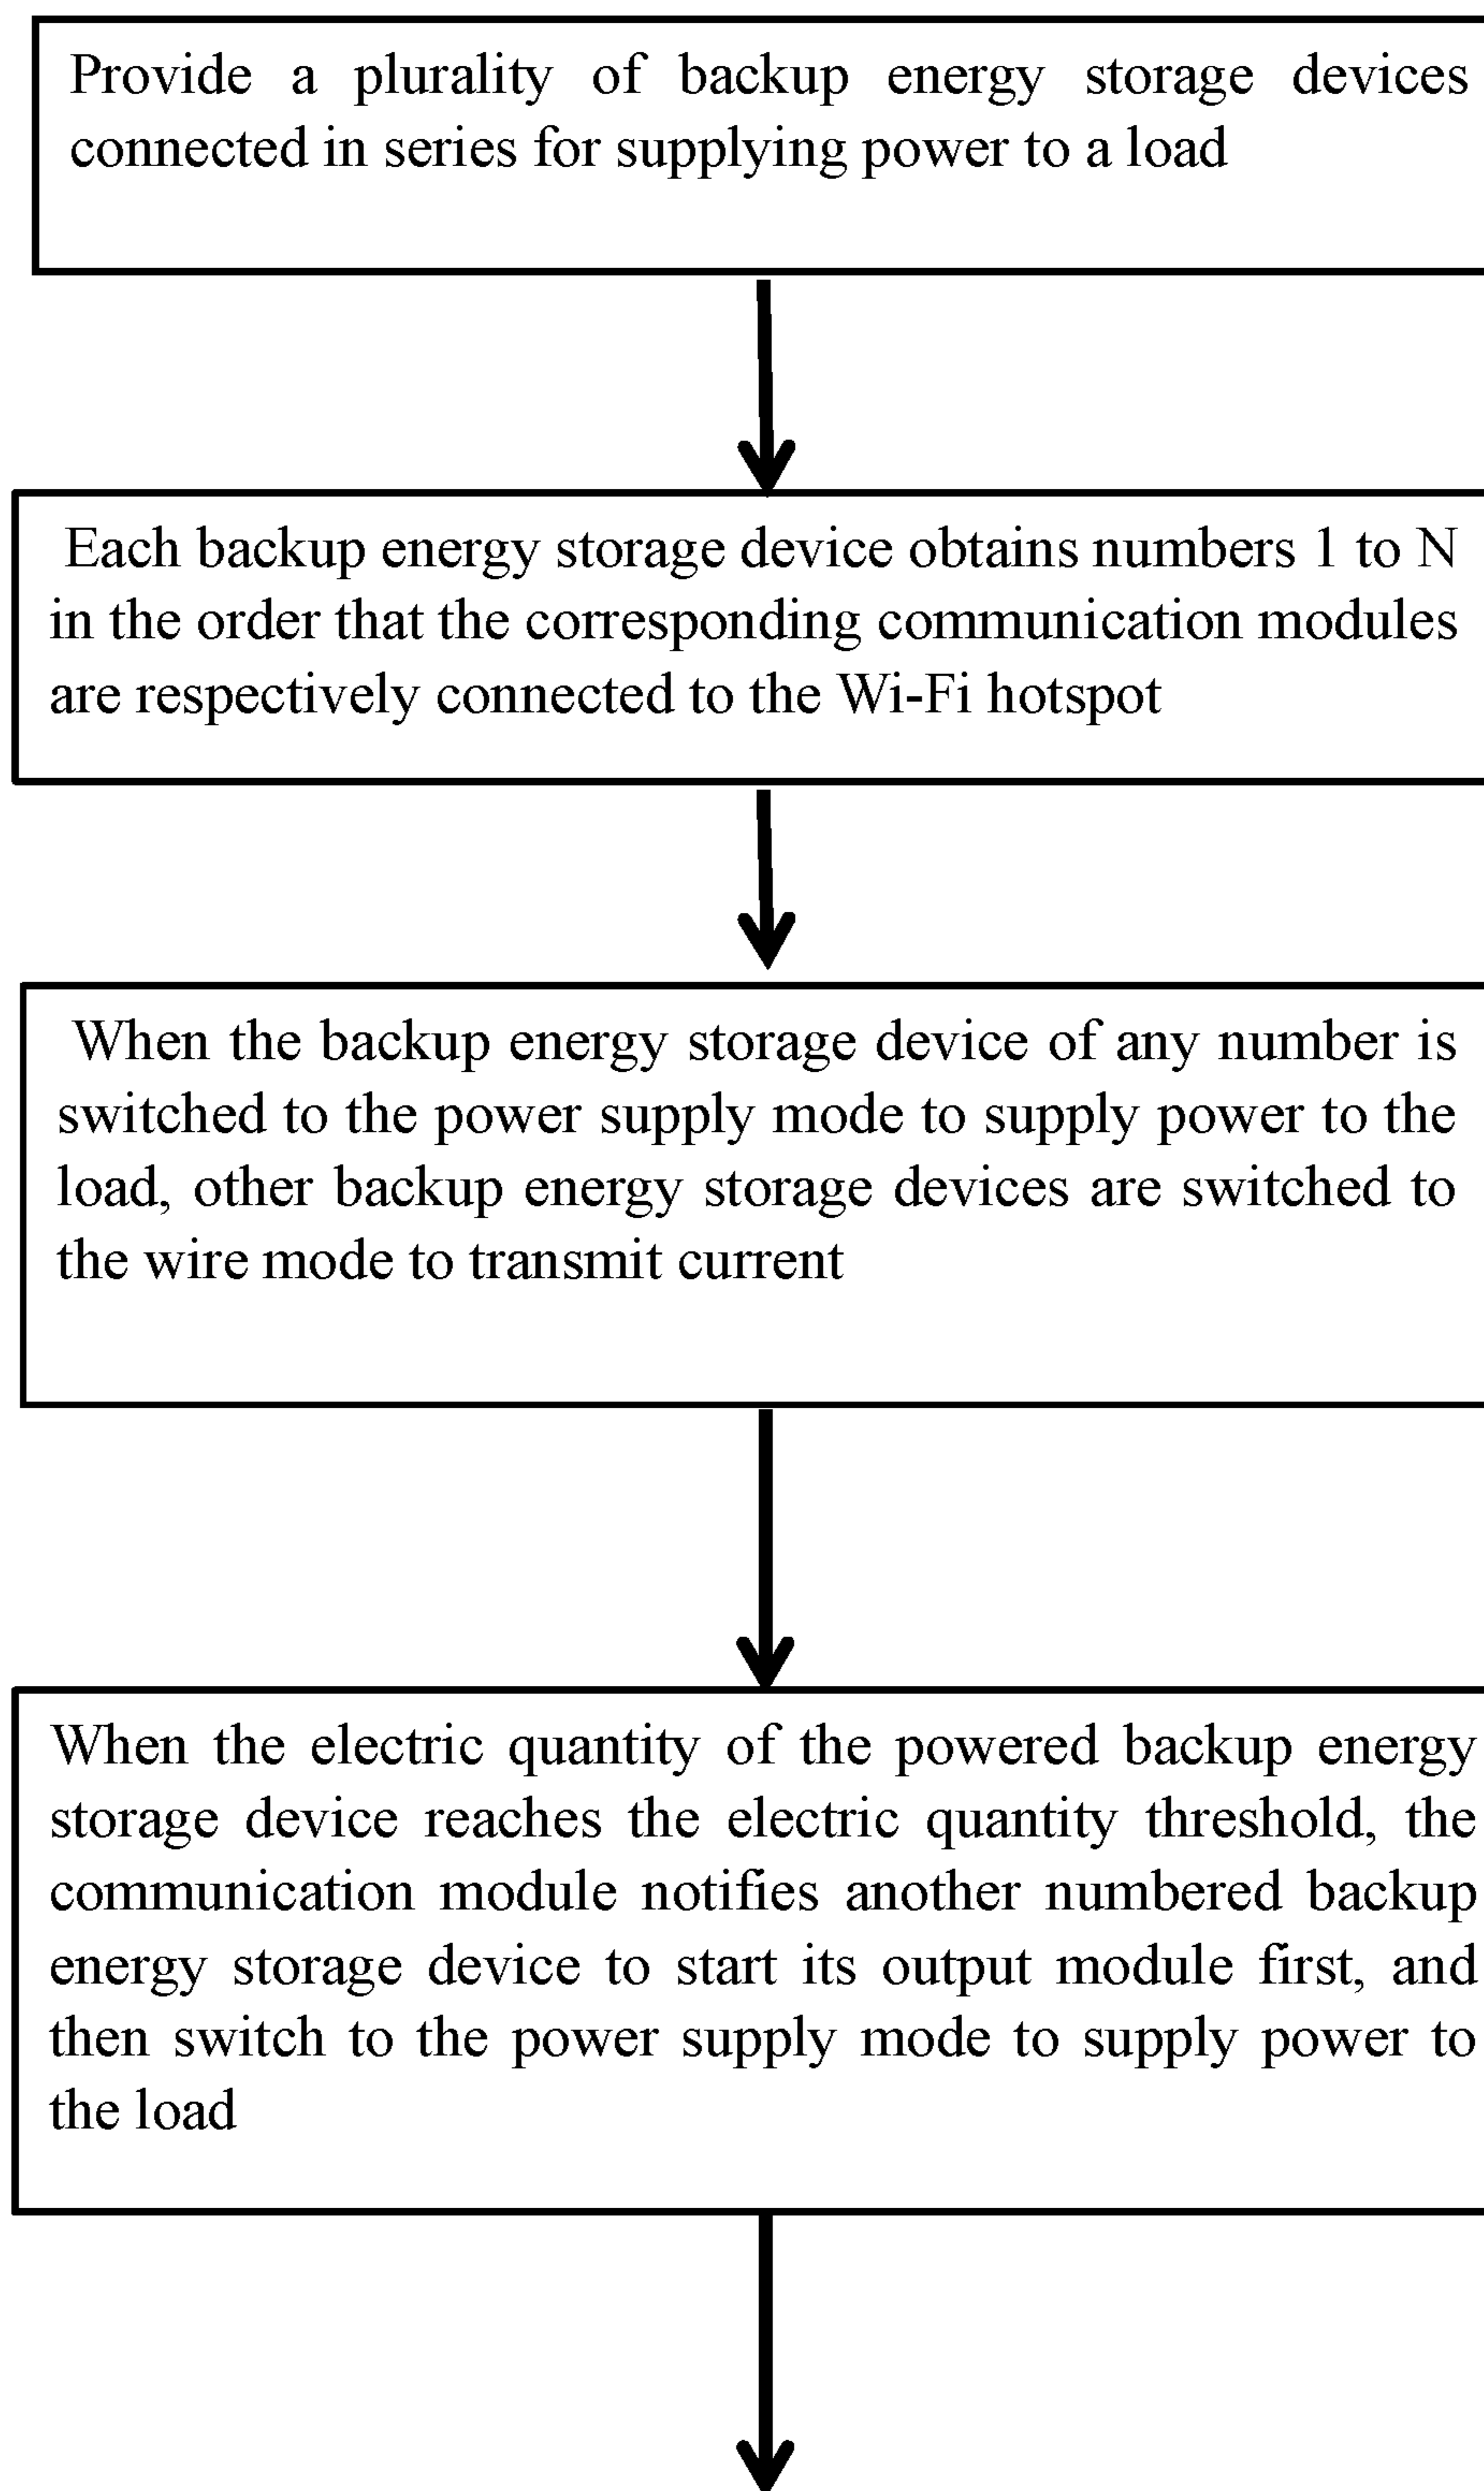 Provide a plurality of backup energy storage devices
connected in series for supplying power to a load
Each backup energy storage device obtains numbers 1 to N
in the order that the corresponding communication modules
are respectively connected to the Wi-Fi hotspot
When the backup energy storage device of any number is
switched to the power supply mode to supply power to the
load, other backup energy storage devices are switched to
the wire mode to transmit current
When the electric quantity of the powered backup energy
storage device reaches the electric quantity threshold, the
communication module notifies another numbered backup
energy storage device to start its output module first, and
then switch to the power supply mode to supply power to
the load